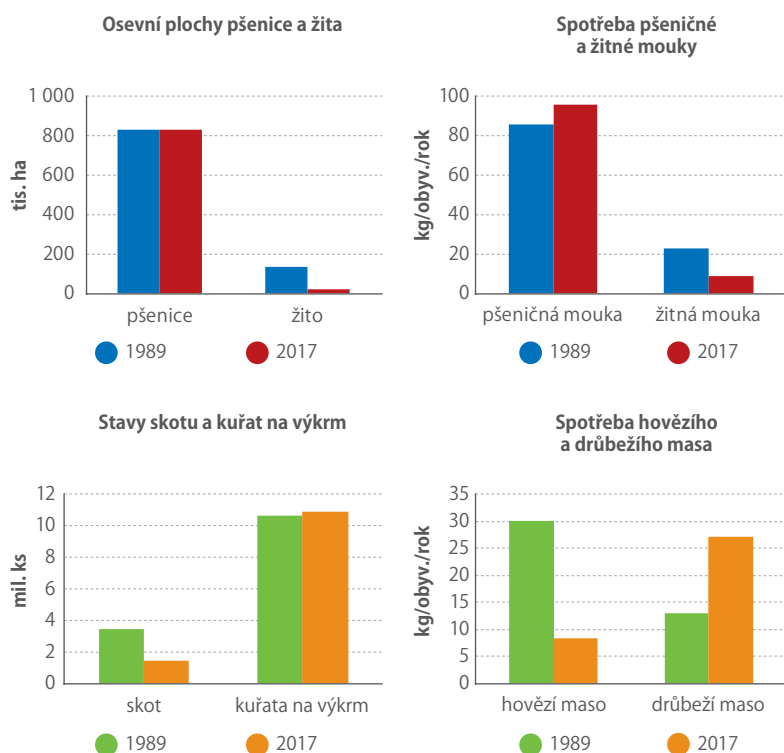 Osevní plochy pšenice a žita
tis. ha
1 000
800
600
400
200
0
pšenice
žito
1989
2017
Spotřeba pšeničné
a žitné mouky
kg/obyv./rok
100
80
60
40
20
0
pšeničná mouka
žitná mouka
1989
2017
Stavy skotu a kuřat na výkrm
mil. ks
12
10
8
6
4
2
0
skot
kuřata na výkrm
1989
2017
Spotřeba hovězího
a drůbežího masa
kg/obyv./rok
35
30
25
20
15
10
5
0
hovězí maso
drůbeží maso
1989
2017